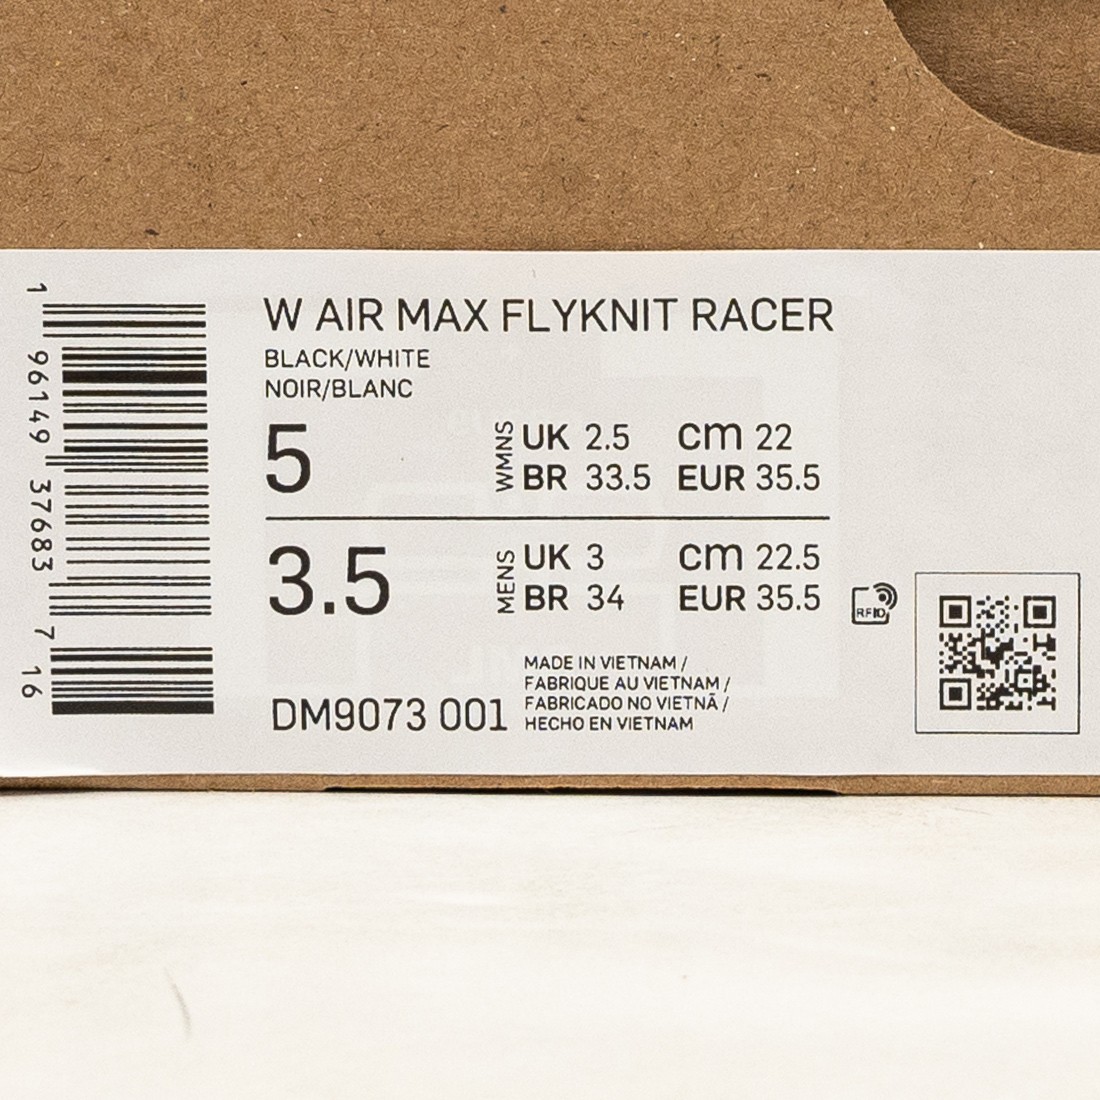 W AIR MAX FLYKNIT RACER
BLACK/WHITE
NOIR/BLANC
5
WMNS
UK 2.5 cm 22
BR 33.5 EUR 35.5
3.5
MENS
UK 3 cm 22.5
BR 34 EUR 35.5
RFID
MADE IN VIETNAM /
FABRIQUE AU VIETNAM /
FABRICADO NO VIETNÃ /
HECHO EN VIETNAM
DM9073 001
1 96149 37683 7 16